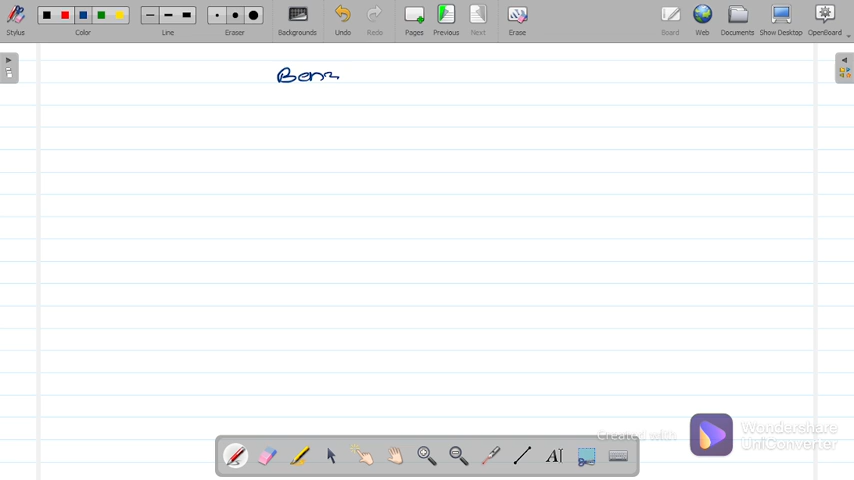 Stylus Color Line Eraser Backgrounds Undo Redo Pages Previous Next Erase Board Web Documents Show Desktop OpenBoard
Benz
Created with Wondershare
UniConverter